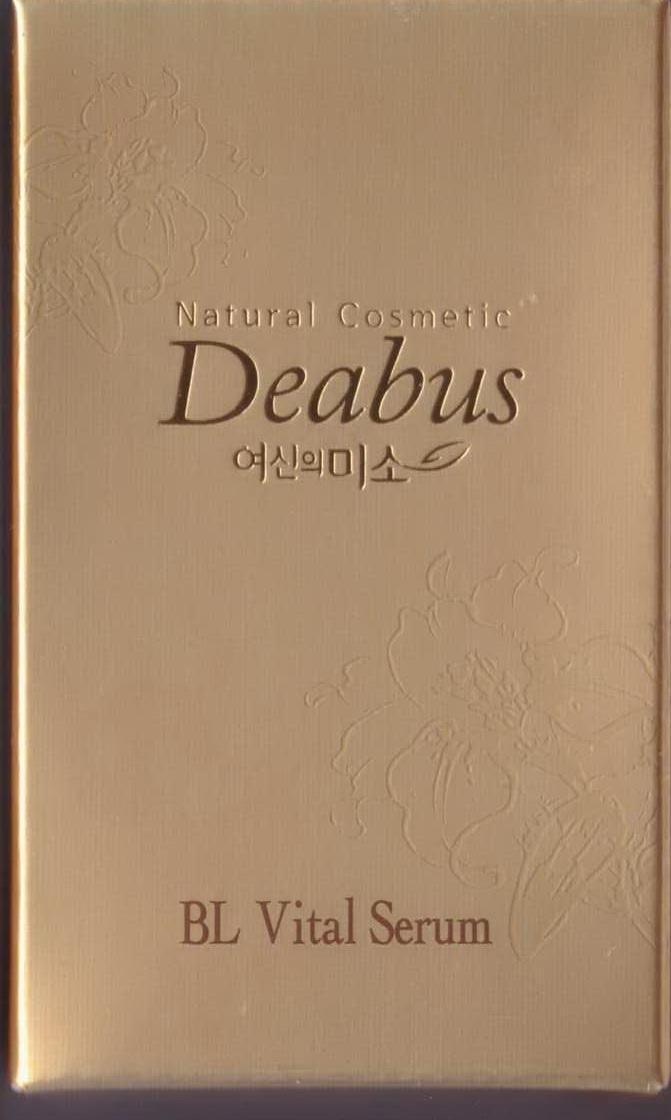 Natural Cosmetic
Deabus
여신의미소
BL Vital Serum